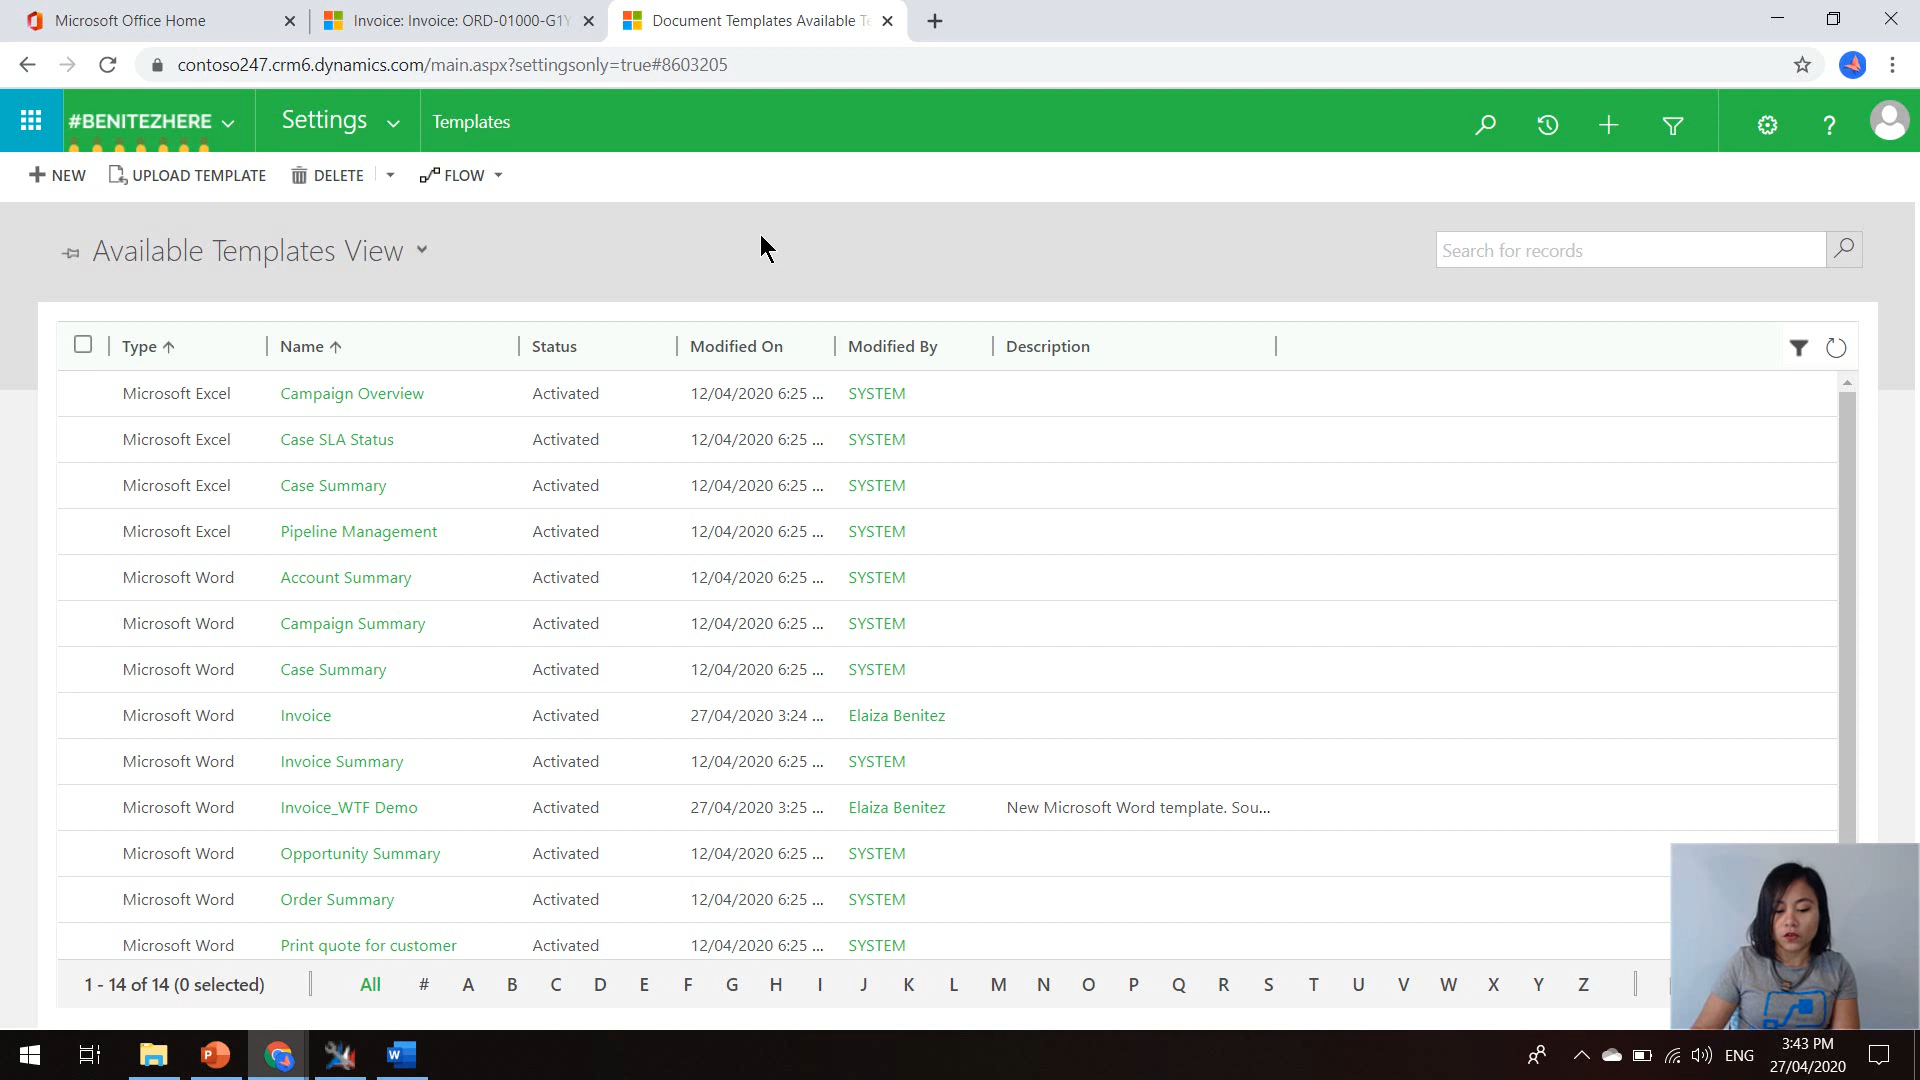 Microsoft Office Home
Invoice: Invoice: ORD-01000-G1Y
Document Templates Available Te
contoso247.crm6.dynamics.com/main.aspx?settingsonly=true#8603205
#BENITEZHERE Settings Templates
NEW UPLOAD TEMPLATE DELETE FLOW
Available Templates View
Search for records
Type Name Status Modified On Modified By Description
Microsoft Excel Campaign Overview Activated 12/04/2020 6:25 ... SYSTEM
Microsoft Excel Case SLA Status Activated 12/04/2020 6:25 ... SYSTEM
Microsoft Excel Case Summary Activated 12/04/2020 6:25 ... SYSTEM
Microsoft Excel Pipeline Management Activated 12/04/2020 6:25 ... SYSTEM
Microsoft Word Account Summary Activated 12/04/2020 6:25 ... SYSTEM
Microsoft Word Campaign Summary Activated 12/04/2020 6:25 ... SYSTEM
Microsoft Word Case Summary Activated 12/04/2020 6:25 ... SYSTEM
Microsoft Word Invoice Activated 27/04/2020 3:24 ... Elaiza Benitez
Microsoft Word Invoice Summary Activated 12/04/2020 6:25 ... SYSTEM
Microsoft Word Invoice_WTF Demo Activated 27/04/2020 3:25 ... Elaiza Benitez New Microsoft Word template. Sou...
Microsoft Word Opportunity Summary Activated 12/04/2020 6:25 ... SYSTEM
Microsoft Word Order Summary Activated 12/04/2020 6:25 ... SYSTEM
Microsoft Word Print quote for customer Activated 12/04/2020 6:25 ... SYSTEM
1 - 14 of 14 (0 selected) All # A B C D E F G H I J K L M N O P Q R S T U V W X Y Z
ENG
3:43 PM
27/04/2020